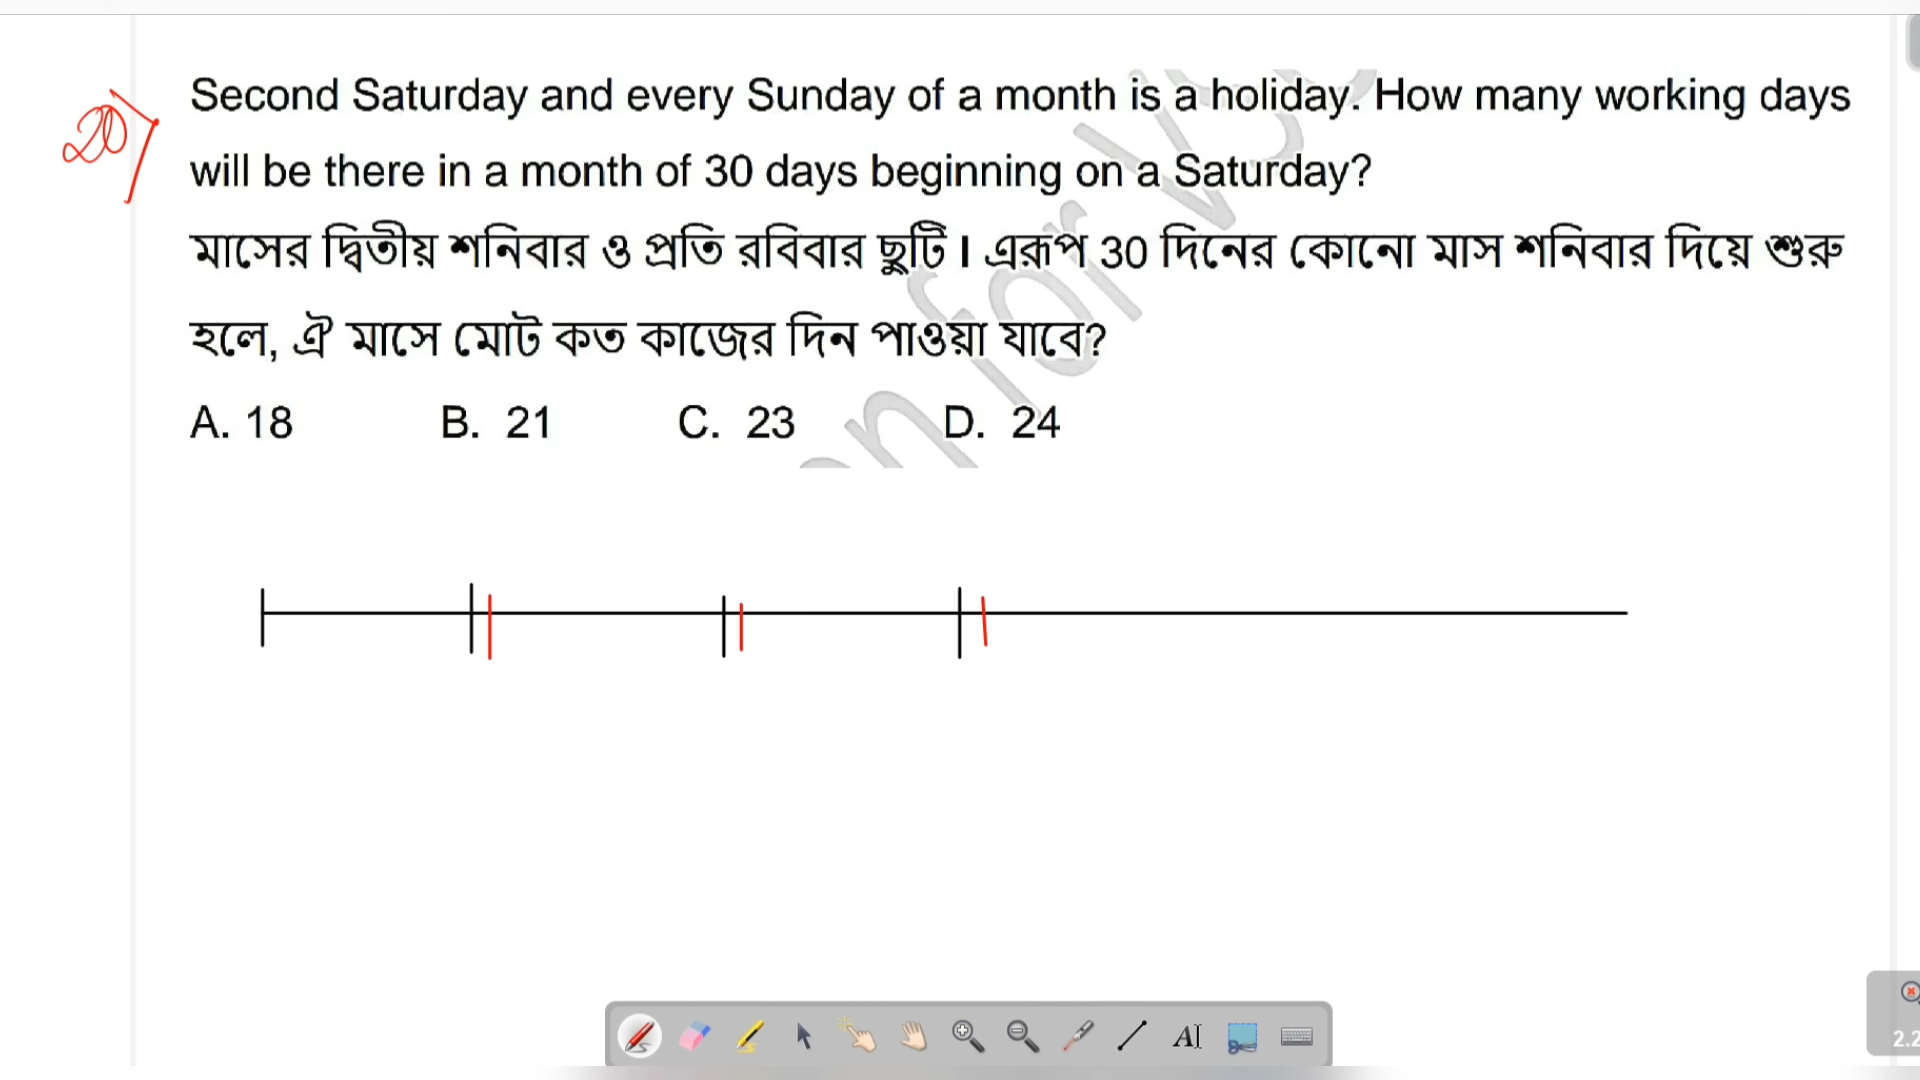 20)
Second Saturday and every Sunday of a month is a holiday. How many working days
will be there in a month of 30 days beginning on a Saturday?
মাসের দ্বিতীয় শনিবার ও প্রতি রবিবার ছুটি। এরূপ 30 দিনের কোনো মাস শনিবার দিয়ে শুরু
হলে, ঐ মাসে মোট কত কাজের দিন পাওয়া যাবে?
A. 18 B. 21 C. 23 D. 24